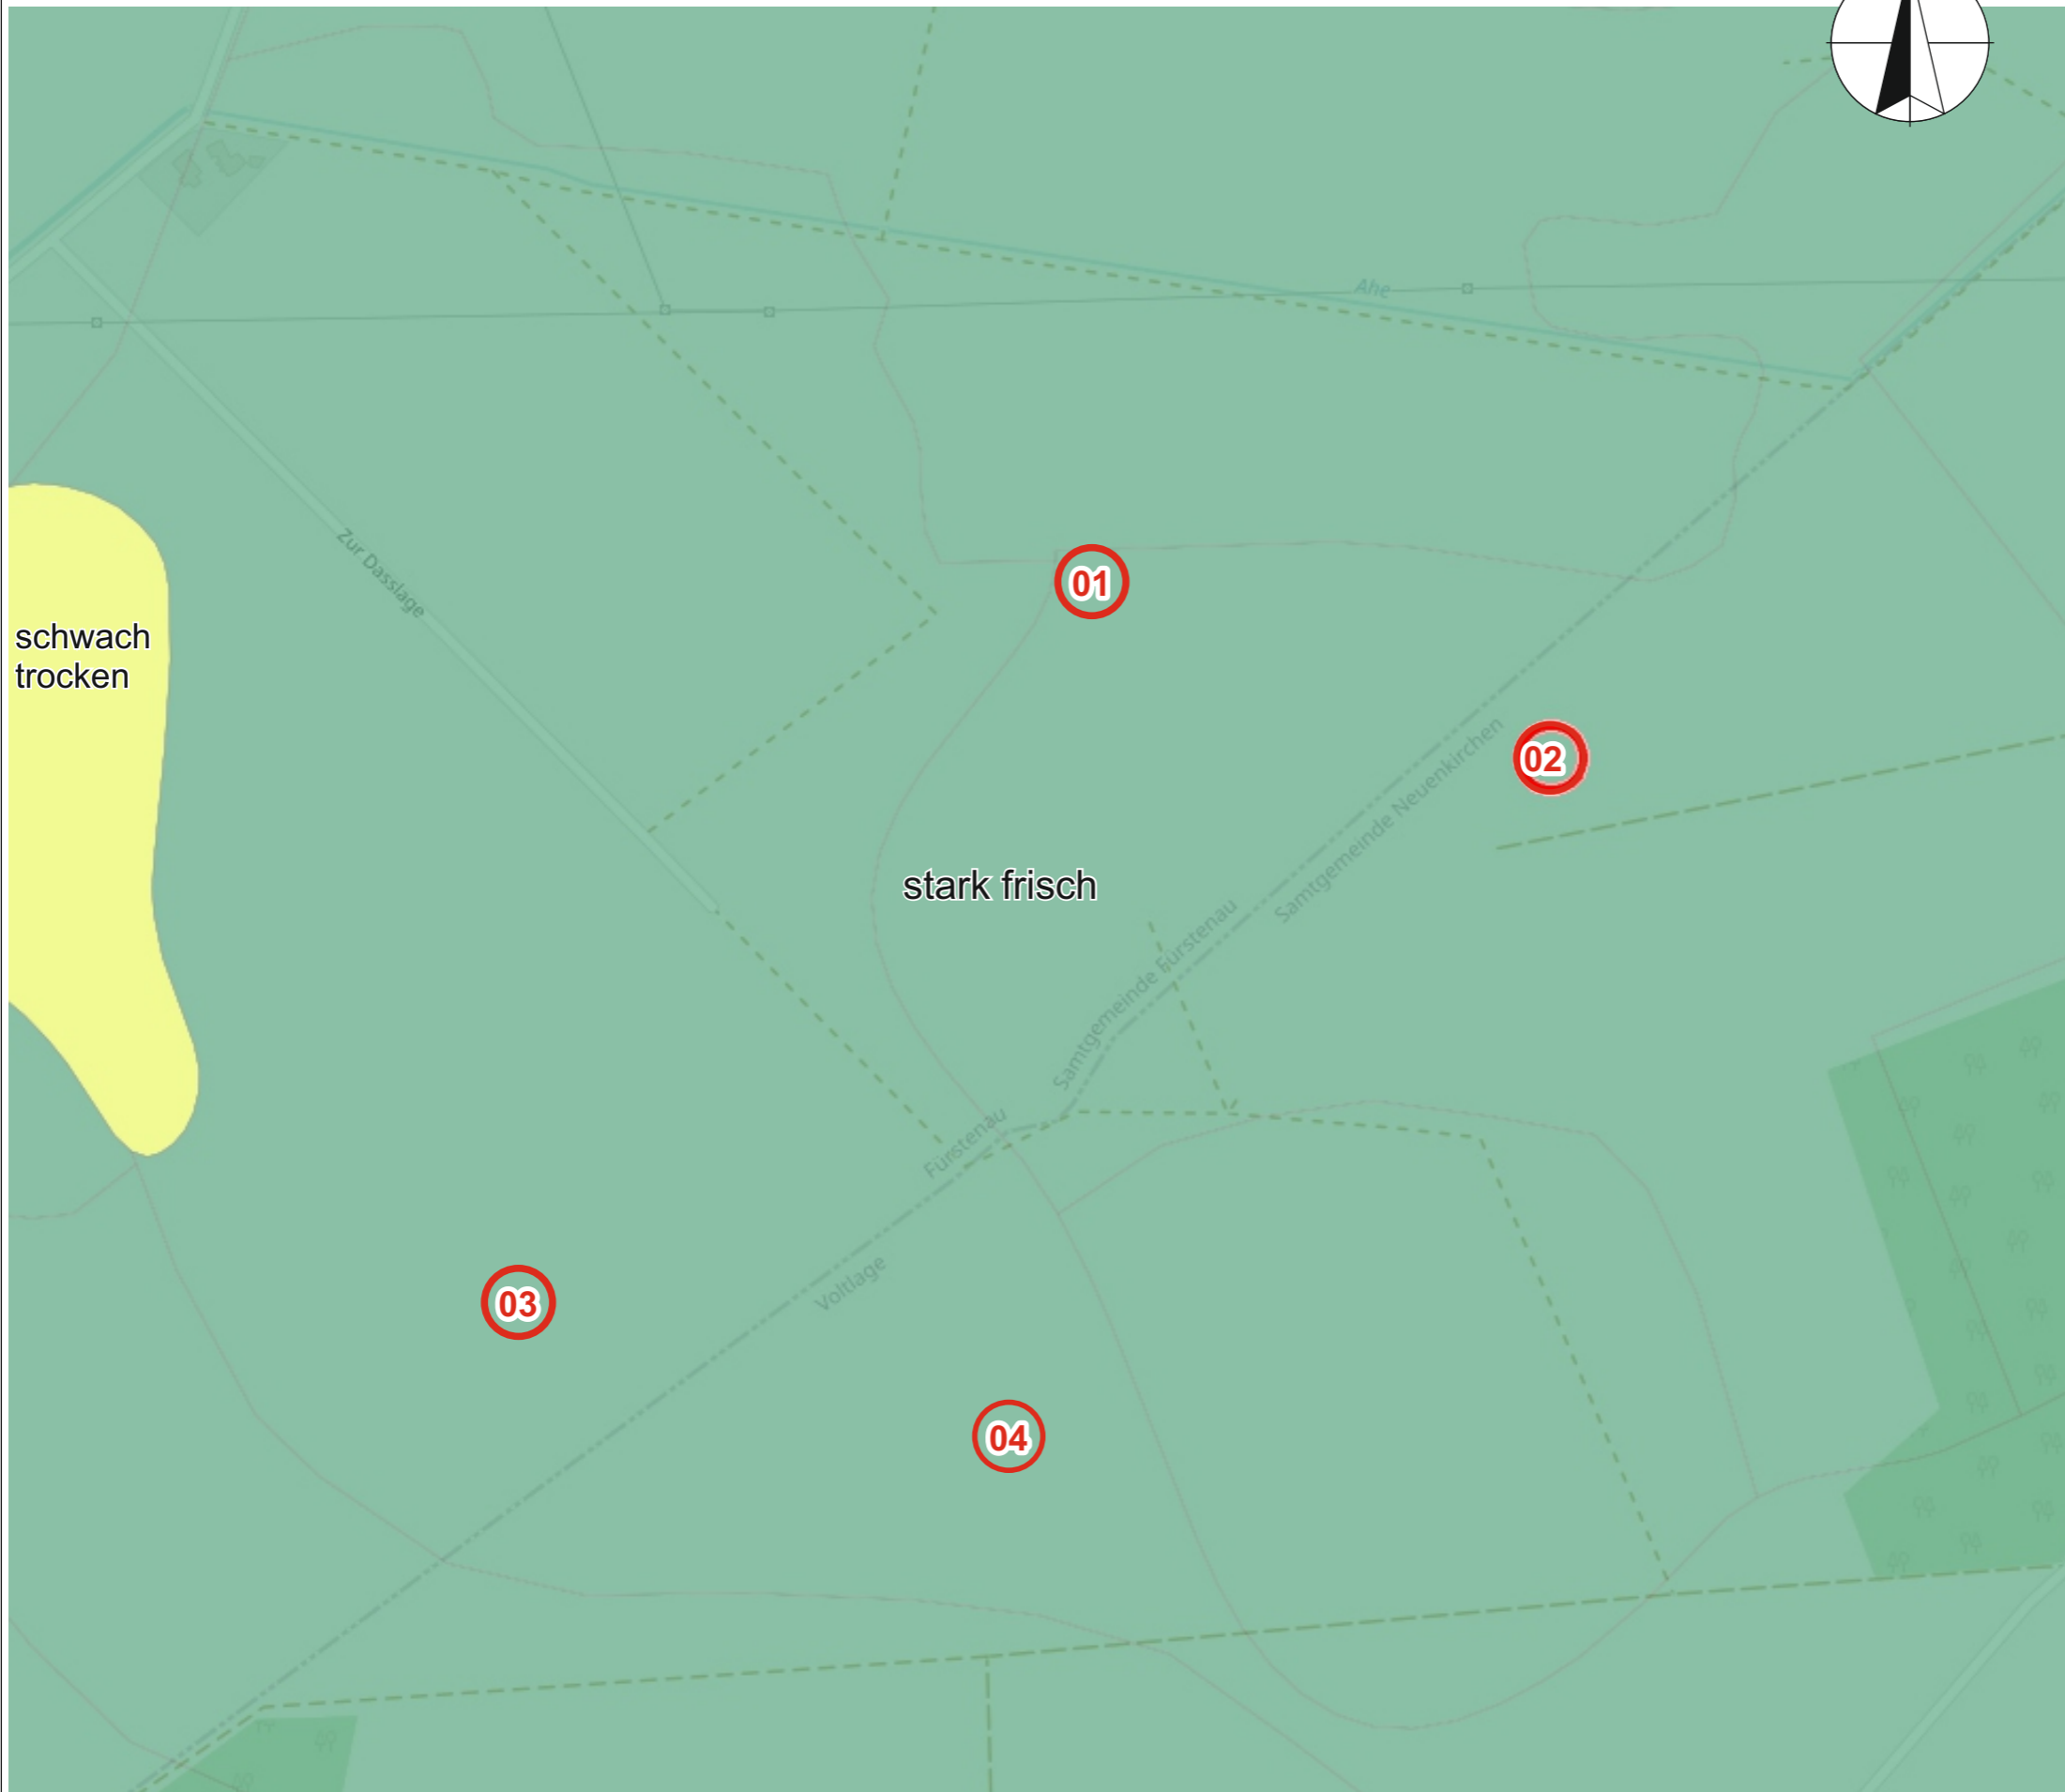 Ahe
Zur Dasslage
01
schwach
trocken
02
Samtgemeinde Neuenkirchen
stark frisch
Samtgemeinde Fürstenau
Fürstenau
Voltlage
03
04